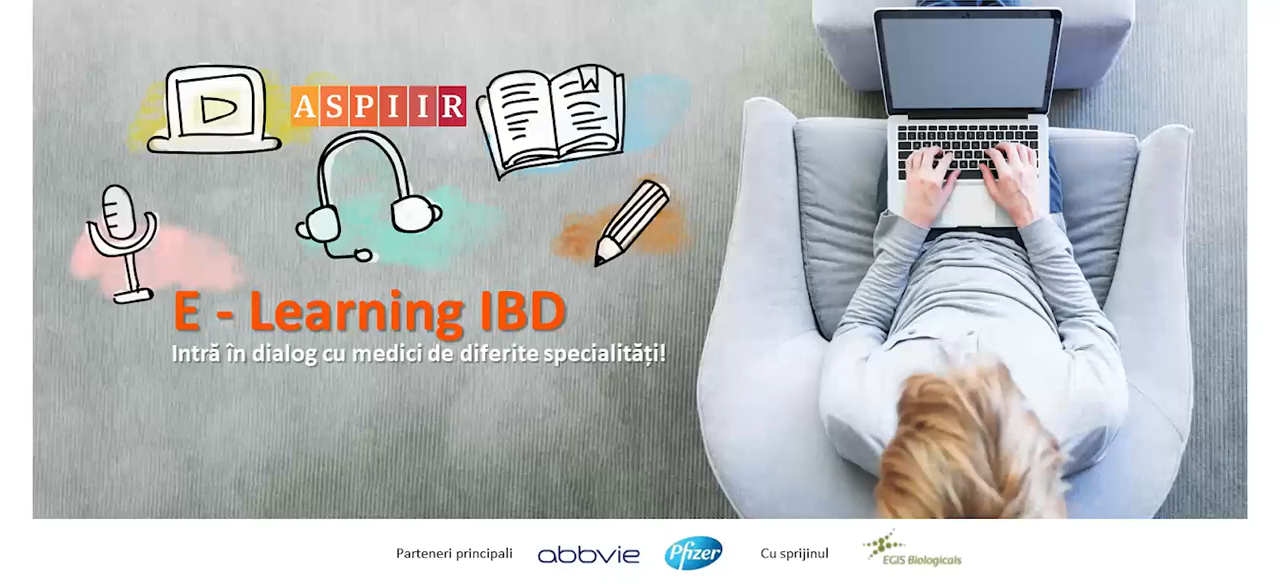 ASPIIR
E - Learning IBD
Intră în dialog cu medici de diferite specialități!
Parteneri principali
abbvie
Pfizer
Cu sprijinul
EGIS Biologicals